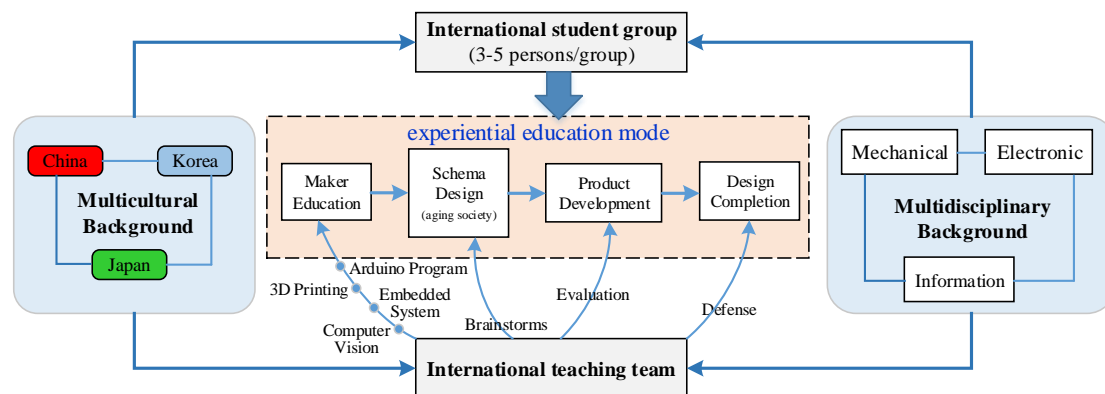 International student group
(3-5 persons/group)
experiential education mode
China
Korea
Multicultural
Background
Japan
Maker
Education
Schema
Design
(aging society)
Product
Development
Design
Completion
Mechanical
Electronic
Multidisciplinary
Background
Information
Arduino Program
3D Printing
Embedded
System
Computer
Vision
Brainstorms
Evaluation
Defense
International teaching team